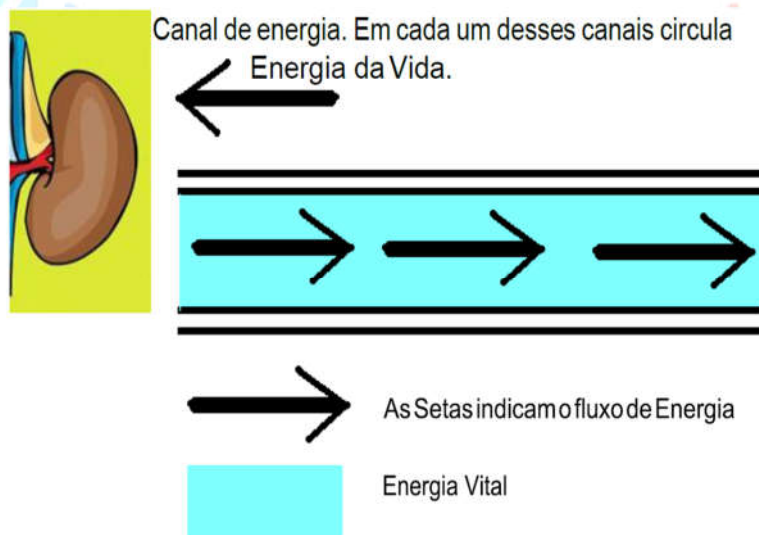 Canal de energia. Em cada um desses canais circula
Energia da Vida.
As Setas indicam o fluxo de Energia
Energia Vital